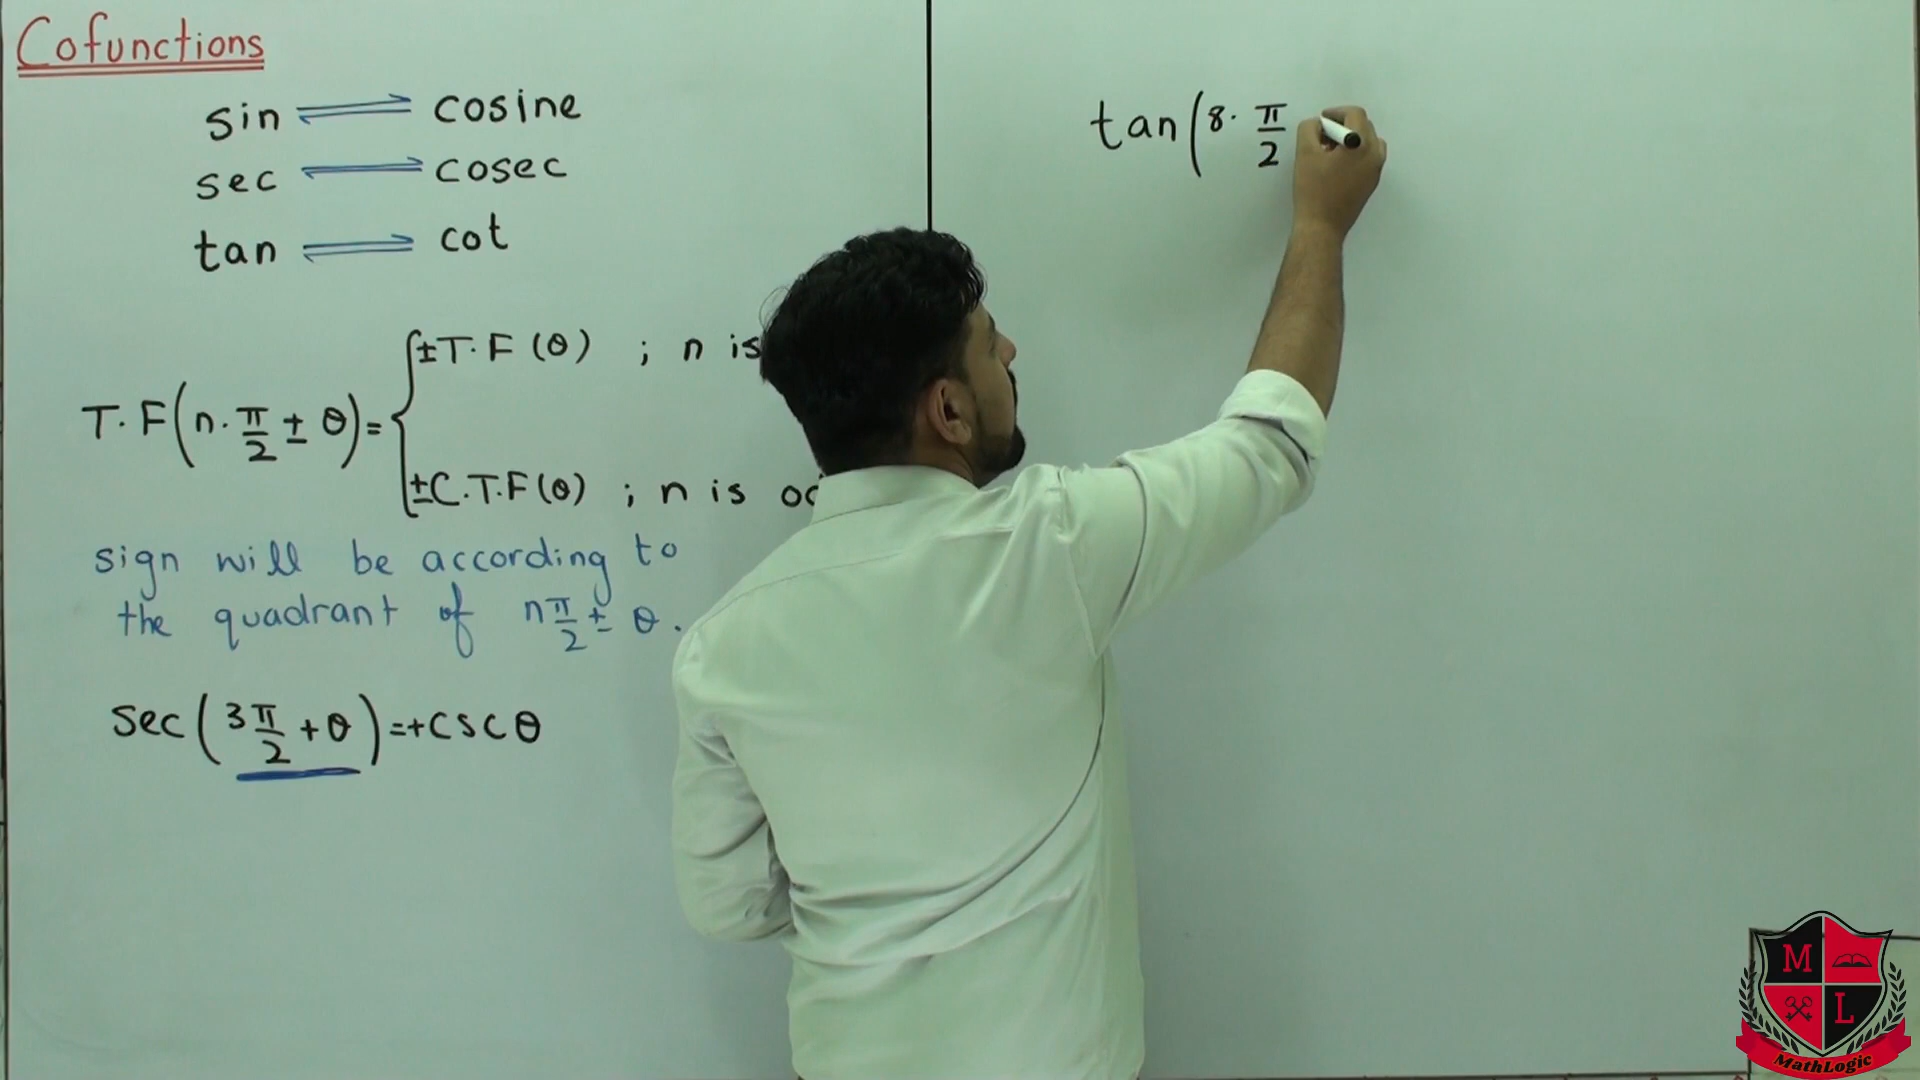 Cofunctions
sin ⇌ cosine
sec ⇌ cosec
tan ⇌ cot
T.F(n·π/2 ± θ) = { ±T.F(θ) ; n is
±C.T.F(θ) ; n is
sign will be according to
the quadrant of nπ/2 ± θ.
sec(3π/2 + θ) = +cscθ
tan(8·π/2
M
L
MathLogic